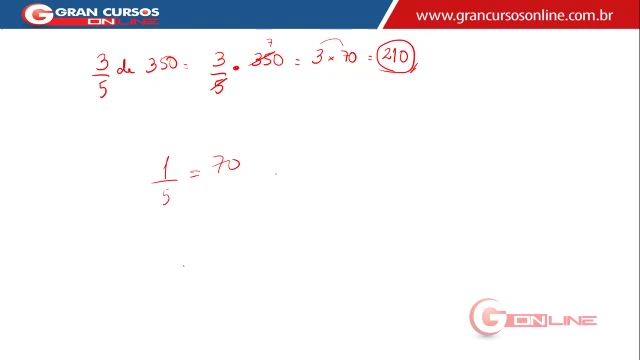 GRAN CURSOS ONLINE
www.grancursosonline.com.br
3/5 de 350 = 3/5 • 350 7 = 3 × 70 = 210
1/5 = 70
G ONLINE